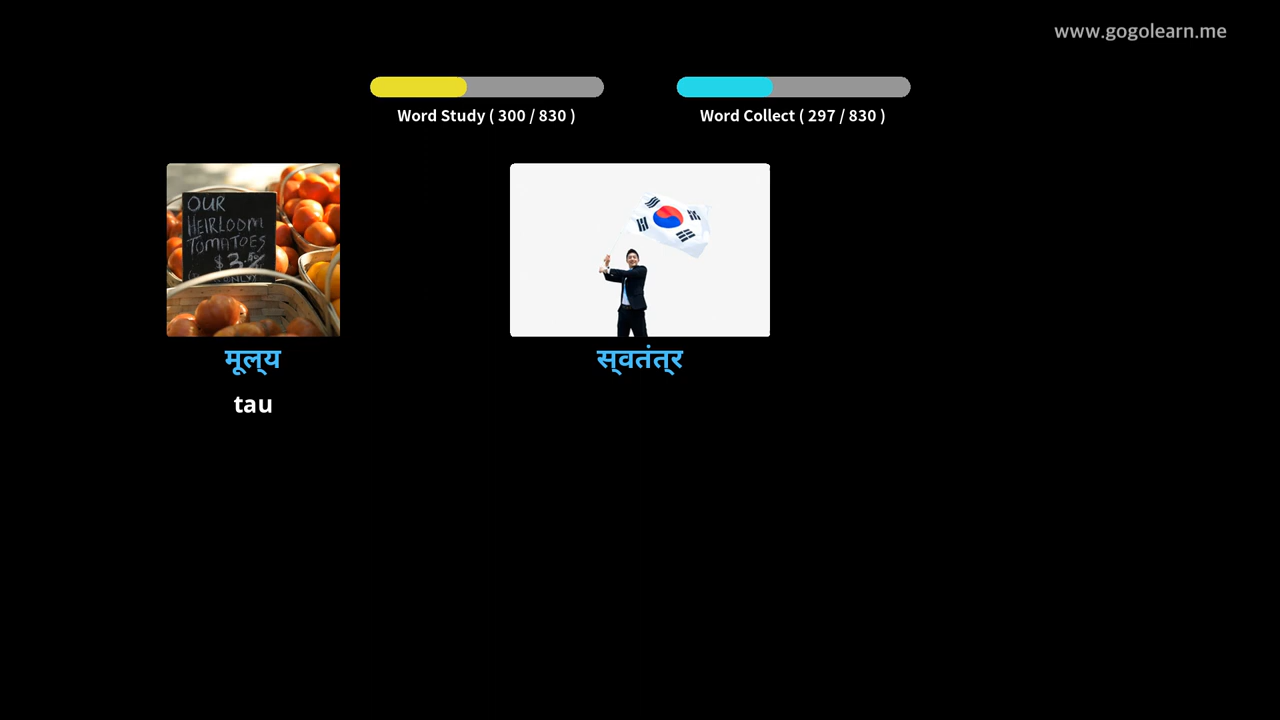 www.gogolearn.me
Word Study ( 300 / 830 )
Word Collect ( 297 / 830 )
OUR
HEIRLOOM
TOMATOES
मूल्‌य
स्‌वतंत्‌र
tau